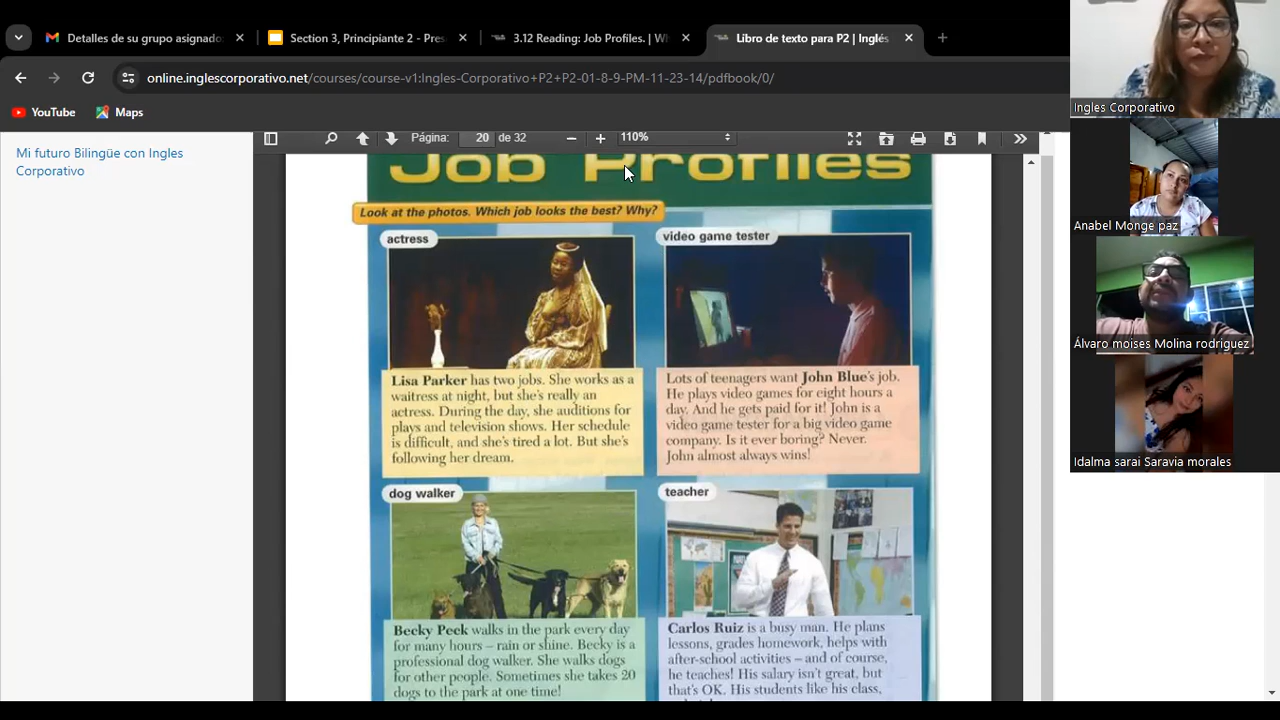 Detalles de su grupo asignado
Section 3, Principiante 2 - Pre
3.12 Reading: Job Profiles. | W
Libro de texto para P2 | Inglés
online.inglescorporativo.net/courses/course-v1:Ingles-Corporativo+P2+P2-01-8-9-PM-11-23-14/pdfbook/0/
YouTube
Maps
Mi futuro Bilingüe con Ingles
Corporativo
Página: 20 de 32
110%
Job Profiles
Look at the photos. Which job looks the best? Why?
actress
Lisa Parker has two jobs. She works as a
waitress at night, but she's really an
actress. During the day, she auditions for
plays and television shows. Her schedule
is difficult, and she's tired a lot. But she's
following her dream.
video game tester
Lots of teenagers want John Blue's job.
He plays video games for eight hours a
day. And he gets paid for it! John is a
video game tester for a big video game
company. Is it ever boring? Never.
John almost always wins!
dog walker
Becky Peek walks in the park every day
for many hours – rain or shine. Becky is a
professional dog walker. She walks dogs
for other people. Sometimes she takes 20
dogs to the park at one time!
teacher
Carlos Ruiz is a busy man. He plans
lessons, grades homework, helps with
after-school activities – and of course,
he teaches! His salary isn't great, but
that's OK. His students like his class,
Ingles Corporativo
Anabel Monge paz
Álvaro moises Molina rodriguez
Idalma sarai Saravia morales